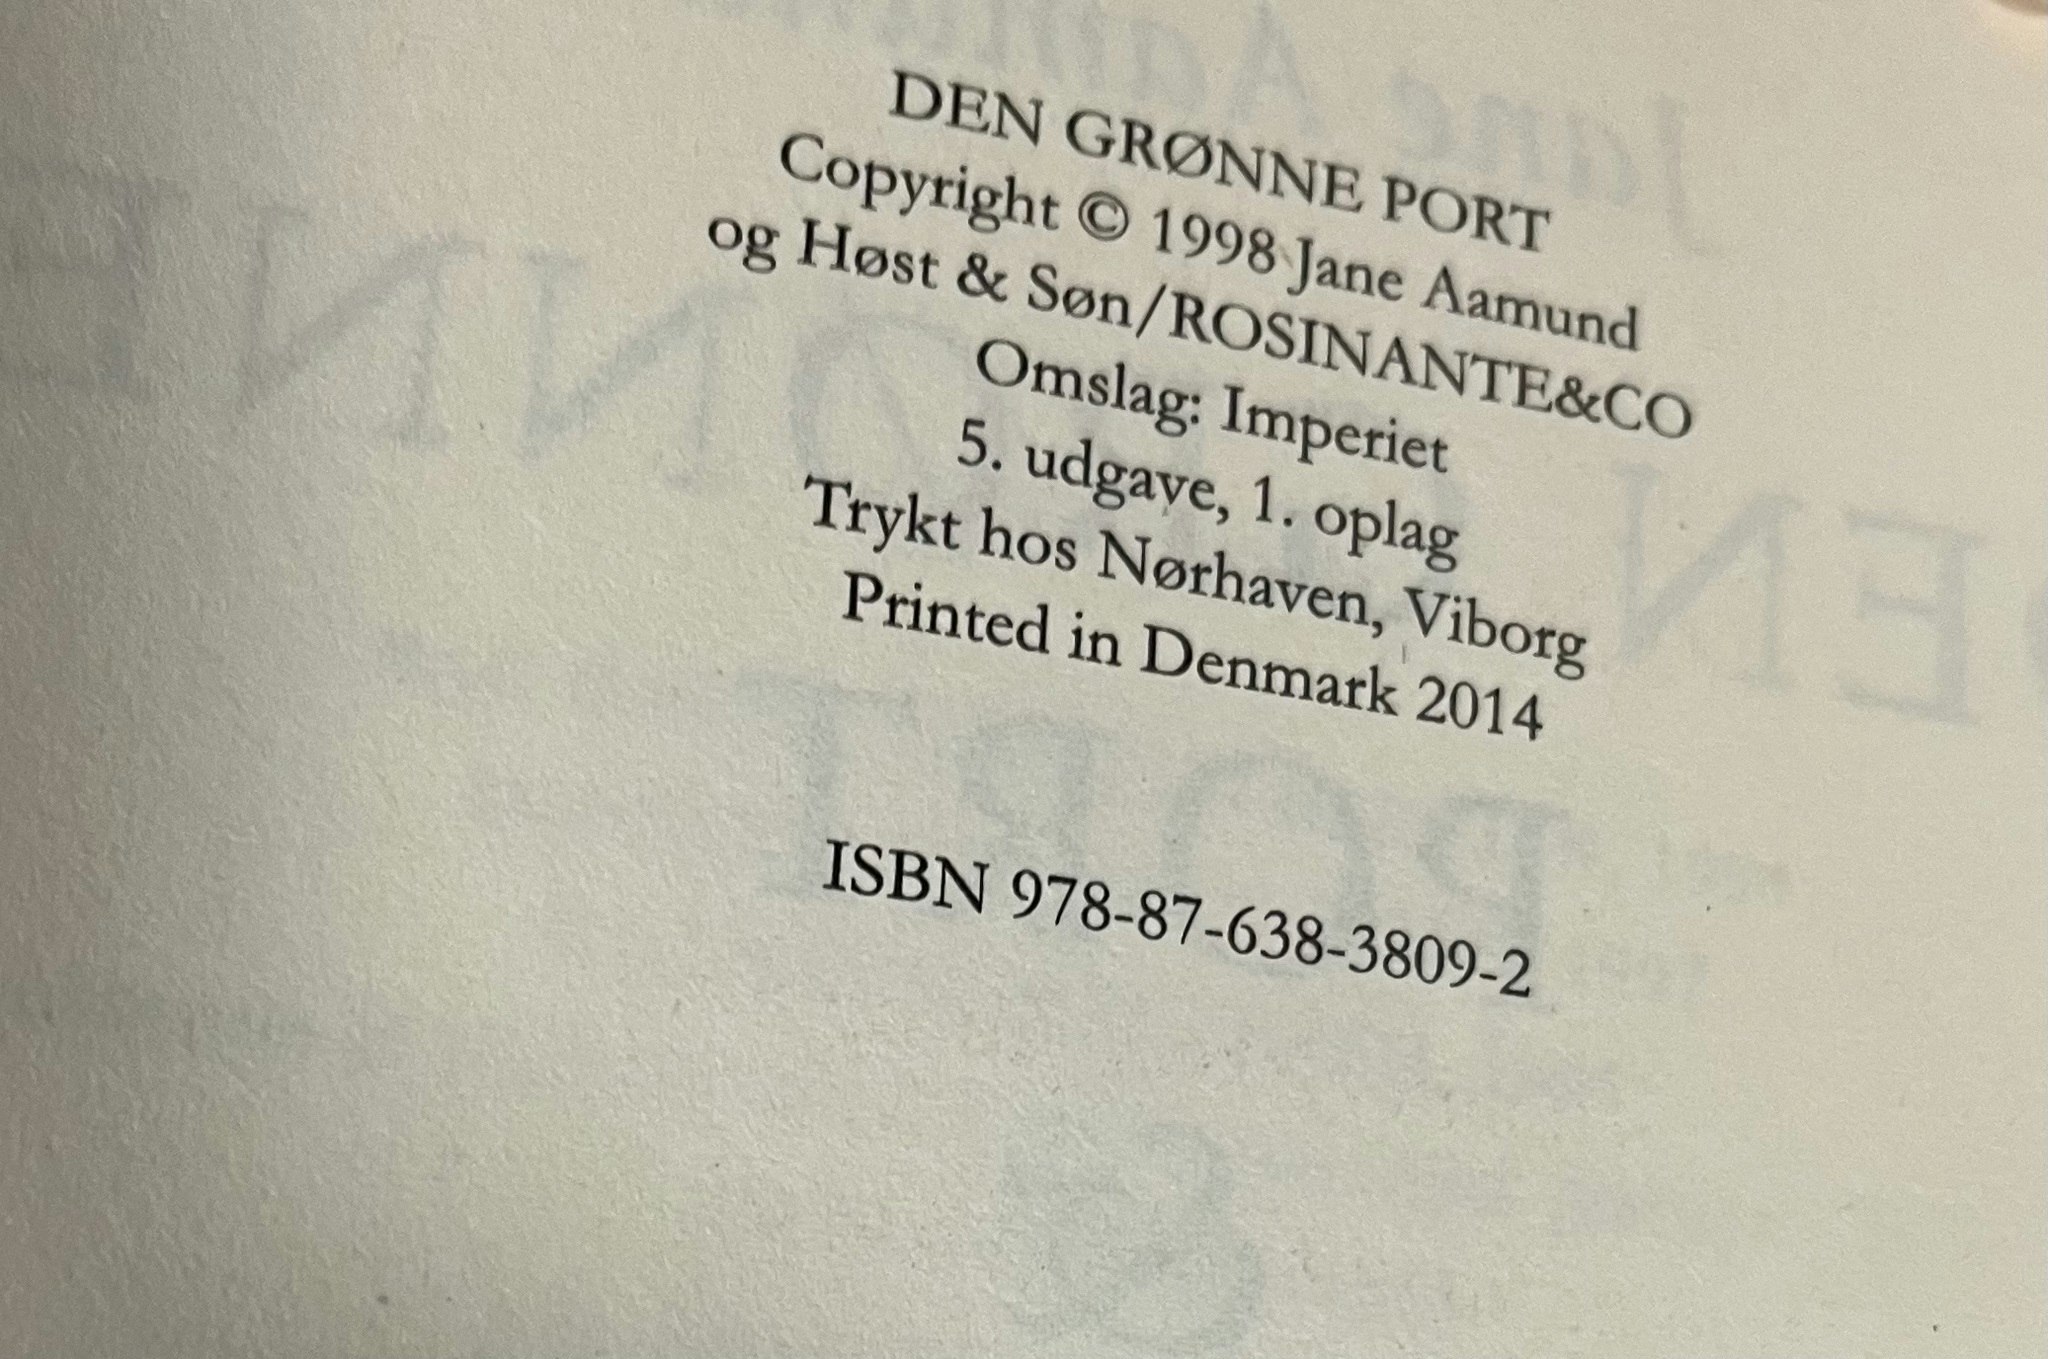 DEN GRØNNE PORT
Copyright © 1998 Jane Aamund
og Høst & Søn/ROSINANTE&CO
Omslag: Imperiet
5. udgave, 1. oplag
Trykt hos Nørhaven, Viborg
Printed in Denmark 2014
ISBN 978-87-638-3809-2